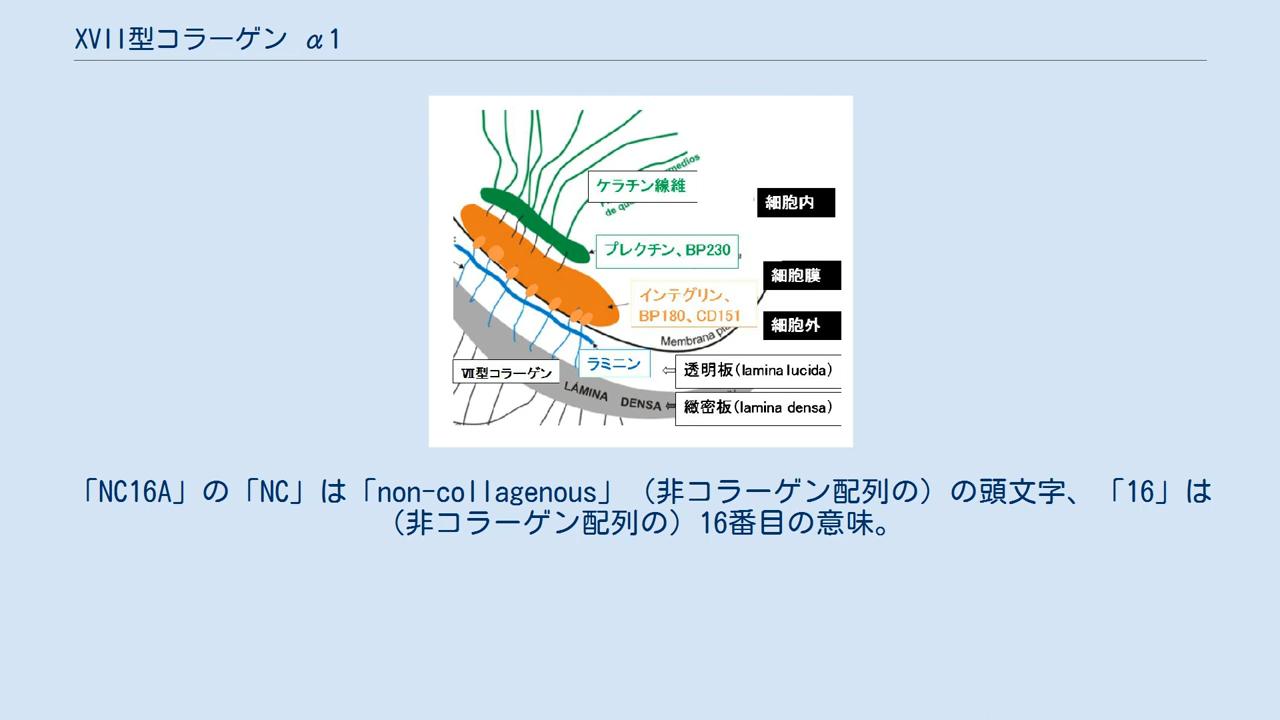 XVII型コラーゲン α1
ケラチン線維
de
細胞内
プレクチン、BP230
細胞膜
インテグリン、
BP180、CD151
細胞外
Membrana
ラミニン
透明板(lamina lucida)
VII型コラーゲン
LÁMINA DENSA
緻密板(lamina densa)
「NC16A」の「NC」は「non-collagenous」（非コラーゲン配列の）の頭文字、「16」は
（非コラーゲン配列の）16番目の意味。